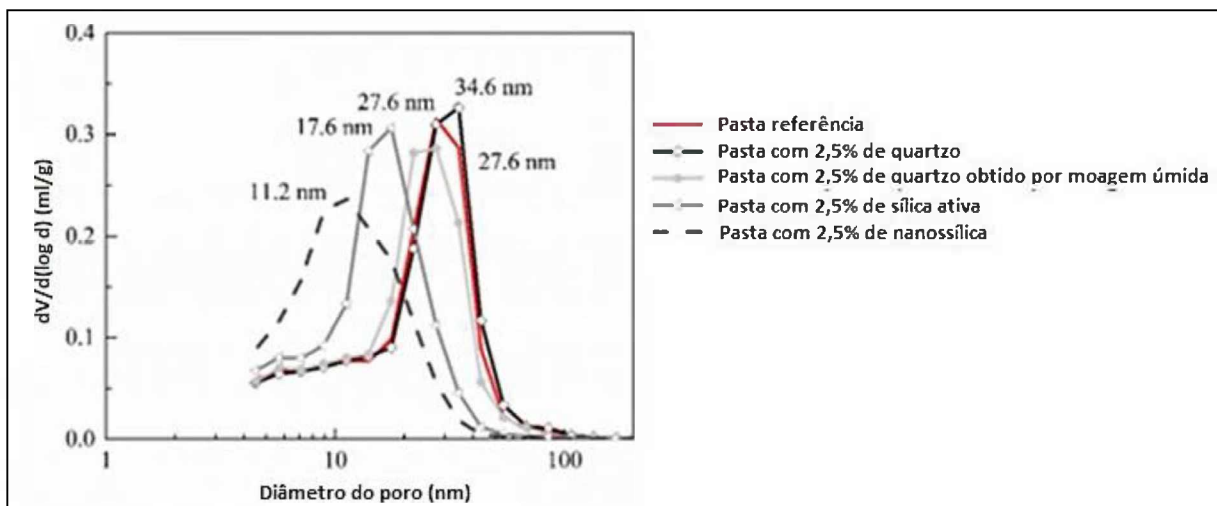 0.4
34.6 nm
27.6 nm
17.6 nm
0.3
27.6 nm
11.2 nm
0.2
0.1
0.0
dV/d(log d) (ml/g)
1
10
100
Diâmetro do poro (nm)
Pasta referência
Pasta com 2,5% de quartzo
Pasta com 2,5% de quartzo obtido por moagem úmida
Pasta com 2,5% de sílica ativa
Pasta com 2,5% de nanossílica